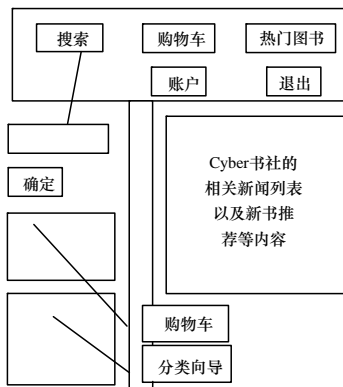 搜索
购物车
热门图书
账户
退出
确定
Cyber书社的
相关新闻列表
以及新书推
荐等内容
购物车
分类向导